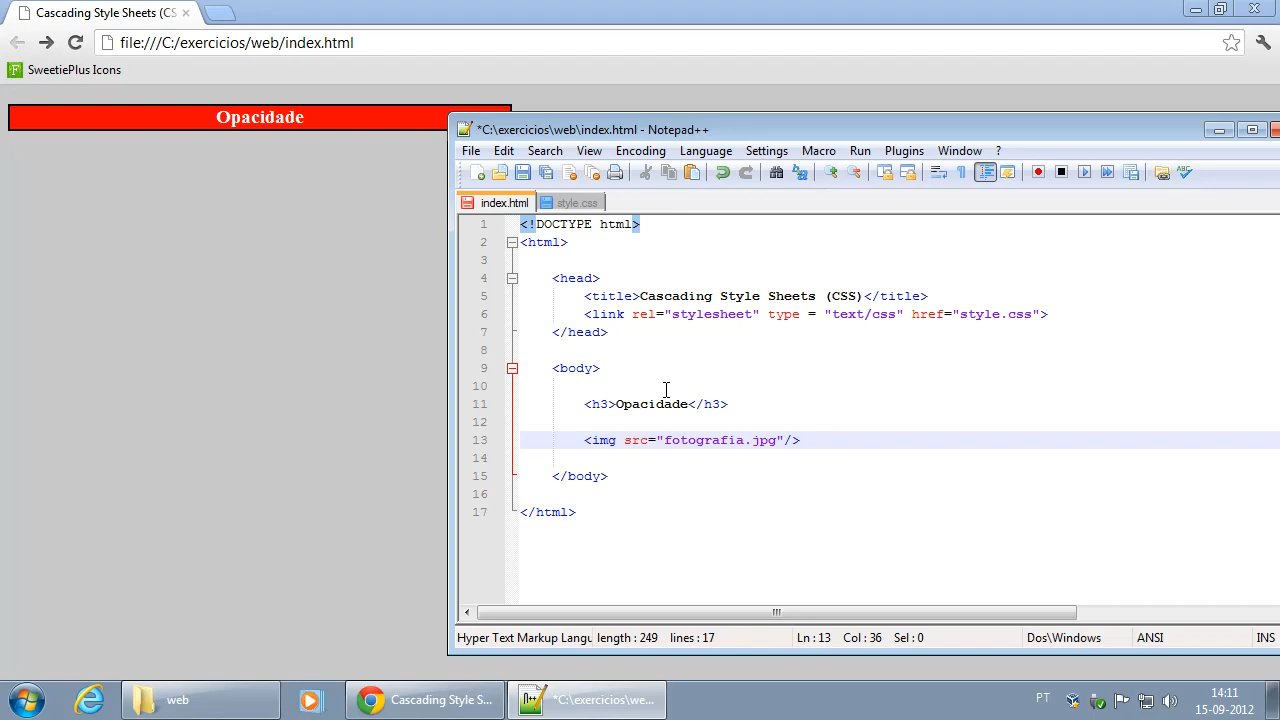 Cascading Style Sheets (CS
file:///C:/exercicios/web/index.html
SweetiePlus Icons
Opacidade
*C:\exercicios\web\index.html - Notepad++
File Edit Search View Encoding Language Settings Macro Run Plugins Window ?
index.html style.css
1 <!DOCTYPE html>
2 <html>
3
4 <head>
5 <title>Cascading Style Sheets (CSS)</title>
6 <link rel="stylesheet" type = "text/css" href="style.css">
7 </head>
8
9 <body>
10
11 <h3>Opacidade</h3>
12
13 <img src="fotografia.jpg"/>
14
15 </body>
16
17 </html>
Hyper Text Markup Langu length : 249 lines : 17 Ln : 13 Col : 36 Sel : 0 Dos\Windows ANSI INS
web Cascading Style S... *C:\exercicios\we... PT 14:11
15-09-2012